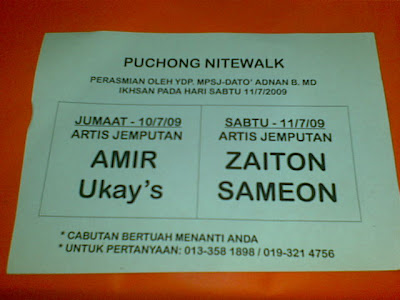 PUCHONG NITEWALK
PERASMIAN OLEH YDP. MPSJ-DATO' ADNAN B. MD
IKHSAN PADA HARI SABTU 11/7/2009
JUMAAT - 10/7/09
ARTIS JEMPUTAN
AMIR
Ukay's
SABTU - 11/7/09
ARTIS JEMPUTAN
ZAITON
SAMEON
* CABUTAN BERTUAH MENANTI ANDA
* UNTUK PERTANYAAN: 013-358 1898 / 019-321 4756